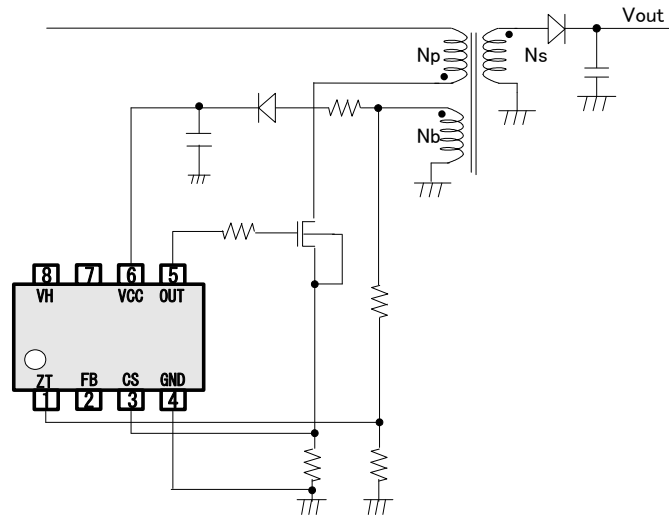 Vout
Np
Ns
Nb
8 7 6 5
VH VCC OUT
ZT FB CS GND
1 2 3 4